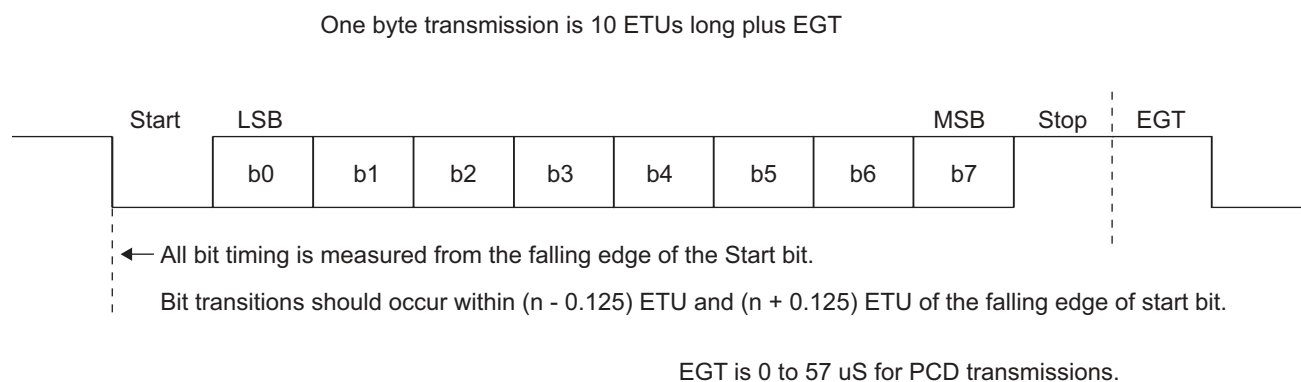 One byte transmission is 10 ETUs long plus EGT
Start LSB MSB Stop EGT
b0 b1 b2 b3 b4 b5 b6 b7
All bit timing is measured from the falling edge of the Start bit.
Bit transitions should occur within (n - 0.125) ETU and (n + 0.125) ETU of the falling edge of start bit.
EGT is 0 to 57 uS for PCD transmissions.